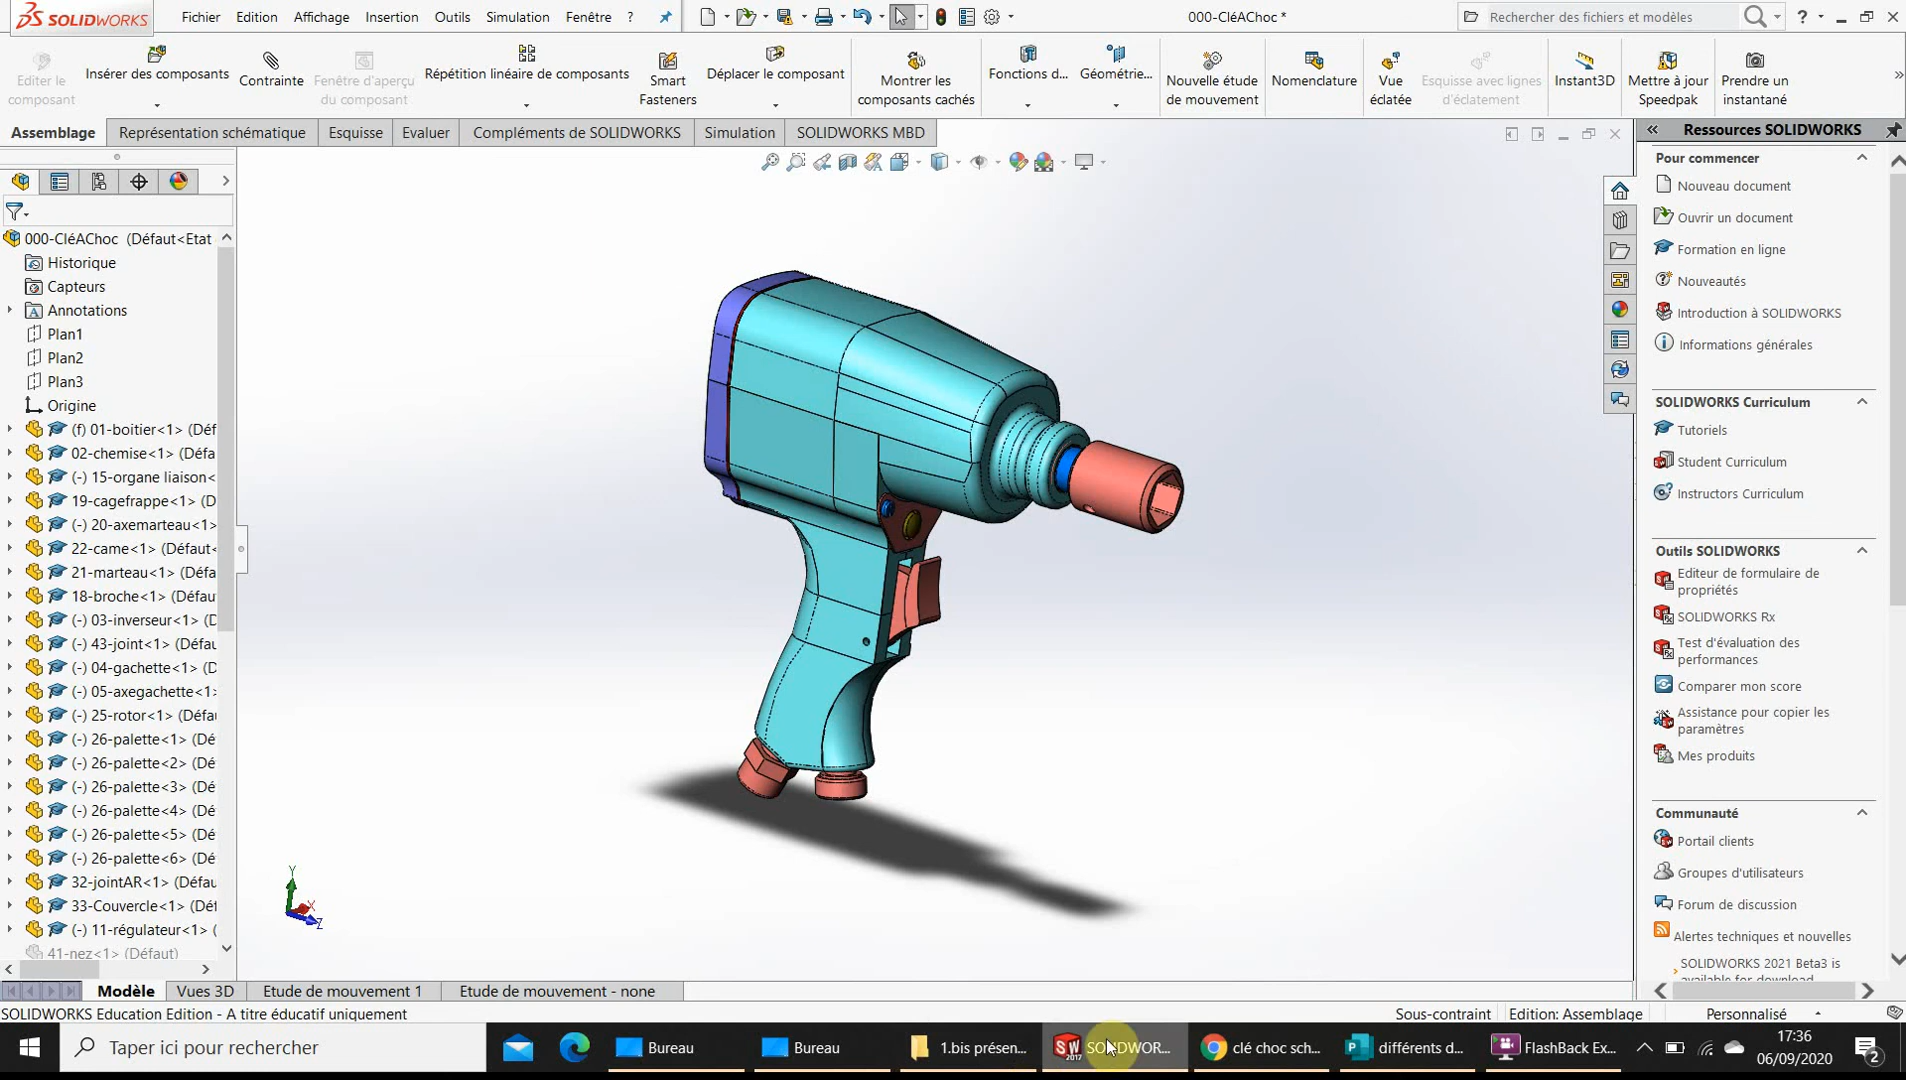 SOLIDWORKS
Fichier Edition Affichage Insertion Outils Simulation Fenêtre ?
000-CléAChoc *
Rechercher des fichiers et modèles
Editer le composant
Insérer des composants
Contrainte
Fenêtre d'aperçu du composant
Répétition linéaire de composants
Smart Fasteners
Déplacer le composant
Montrer les composants cachés
Fonctions d...
Géométrie...
Nouvelle étude de mouvement
Nomenclature
Vue éclatée
Esquisse avec lignes d'éclatement
Instant3D
Mettre à jour Speedpak
Prendre un instantané
Assemblage Représentation schématique Esquisse Evaluer Compléments de SOLIDWORKS Simulation SOLIDWORKS MBD
000-CléAChoc (Défaut<Etat
Historique
Capteurs
Annotations
Plan1
Plan2
Plan3
Origine
(f) 01-boitier<1> (Déf
02-chemise<1> (Défa
(-) 15-organe liaison<
19-cagefrappe<1> (D
(-) 20-axemarteau<1>
22-came<1> (Défaut<
21-marteau<1> (Défa
18-broche<1> (Défau
(-) 03-inverseur<1> (
(-) 43-joint<1> (Défau
(-) 04-gachette<1> (
(-) 05-axegachette<1>
(-) 25-rotor<1> (Défau
(-) 26-palette<1> (Dé
(-) 26-palette<2> (Dé
(-) 26-palette<3> (Dé
(-) 26-palette<4> (Dé
(-) 26-palette<5> (Dé
(-) 26-palette<6> (Dé
32-jointAR<1> (Défau
33-Couvercle<1> (Déf
(-) 11-régulateur<1> (
41-nez<1> (Défaut)
Y
X
Z
Ressources SOLIDWORKS
Pour commencer
Nouveau document
Ouvrir un document
Formation en ligne
Nouveautés
Introduction à SOLIDWORKS
Informations générales
SOLIDWORKS Curriculum
Tutoriels
Student Curriculum
Instructors Curriculum
Outils SOLIDWORKS
Editeur de formulaire de
propriétés
SOLIDWORKS Rx
Test d'évaluation des
performances
Comparer mon score
Assistance pour copier les
paramètres
Mes produits
Communauté
Portail clients
Groupes d'utilisateurs
Forum de discussion
Alertes techniques et nouvelles
SOLIDWORKS 2021 Beta3 is
available for download
Modèle Vues 3D Etude de mouvement 1 Etude de mouvement - none
SOLIDWORKS Education Edition - A titre éducatif uniquement
Sous-contraint Edition: Assemblage Personnalisé
Taper ici pour rechercher
Bureau
Bureau
1.bis présen...
SOLIDWOR...
clé choc sch...
différents d...
FlashBack Ex...
17:36
06/09/2020
2